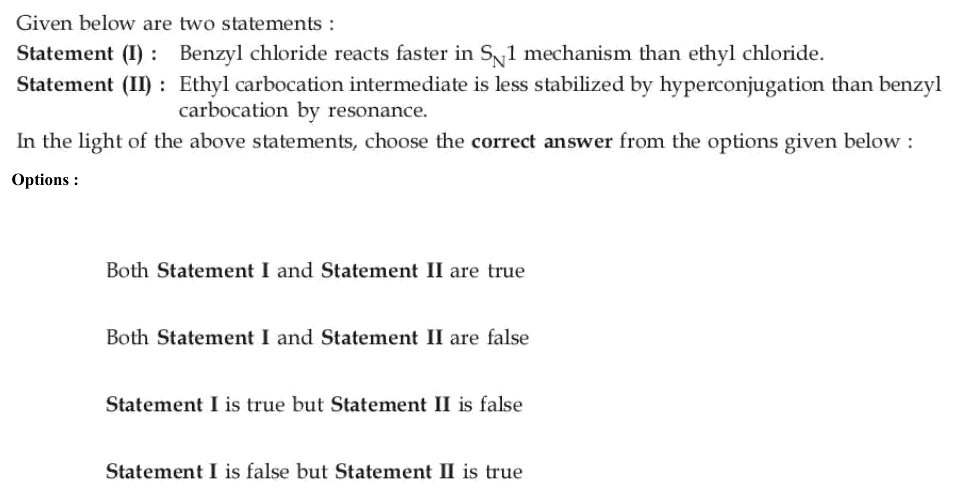 Given below are two statements :
Statement (I) : Benzyl chloride reacts faster in SN1 mechanism than ethyl chloride.
Statement (II) : Ethyl carbocation intermediate is less stabilized by hyperconjugation than benzyl
carbocation by resonance.
In the light of the above statements, choose the correct answer from the options given below :
Options :
Both Statement I and Statement II are true
Both Statement I and Statement II are false
Statement I is true but Statement II is false
Statement I is false but Statement II is true